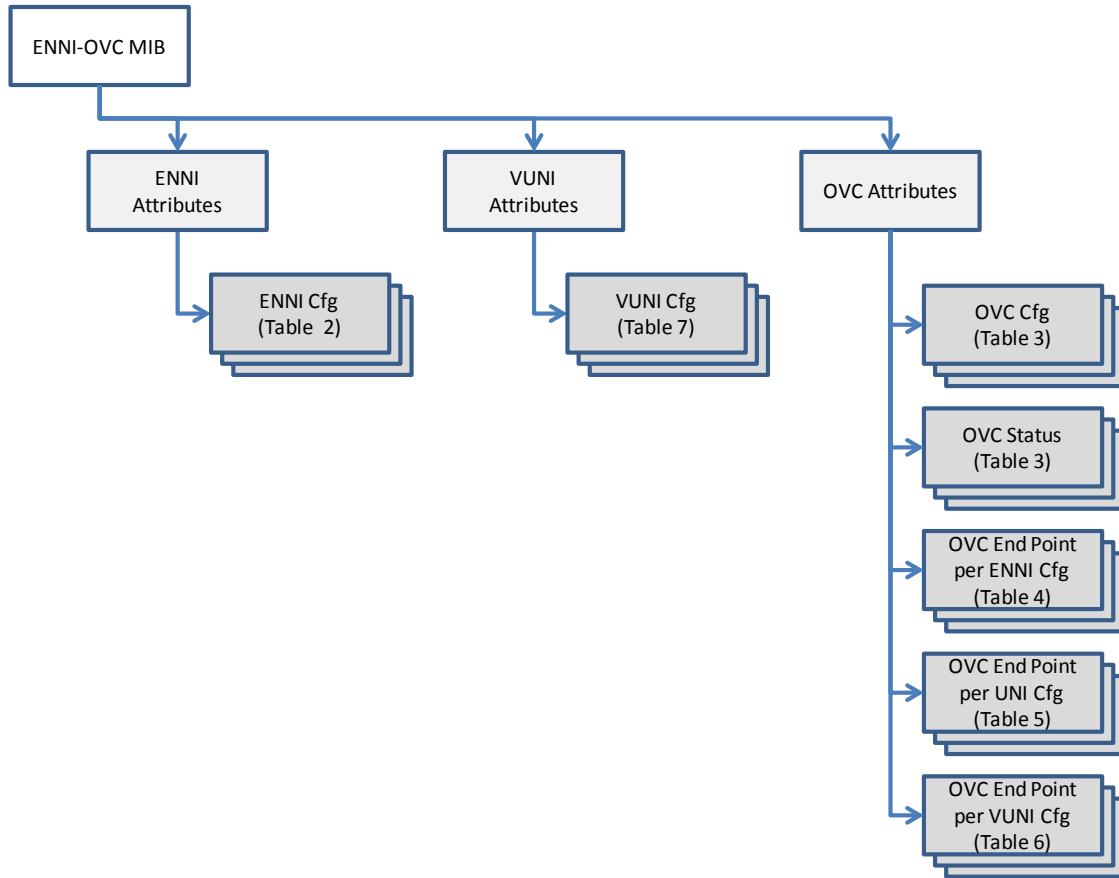 ENNI-OVC MIB
ENNI
Attributes
VUNI
Attributes
OVC Attributes
ENNI Cfg
(Table 2)
VUNI Cfg
(Table 7)
OVC Cfg
(Table 3)
OVC Status
(Table 3)
OVC End Point
per ENNI Cfg
(Table 4)
OVC End Point
per UNI Cfg
(Table 5)
OVC End Point
per VUNI Cfg
(Table 6)